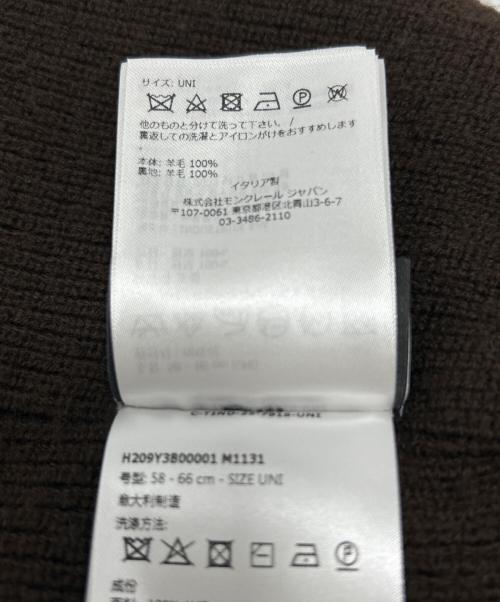 サイズ: UNI
他のものと分けて洗って下さい。/
裏返しての洗濯とアイロンがけをおすすめします
。
本体: 羊毛 100%
裏地: 羊毛 100%
イタリア製
株式会社モンクレール ジャパン
〒107-0061 東京都港区北青山3-6-7
03-3486-2110
H209Y3B00001 M1131
号型: 58 - 66 cm - SIZE UNI
意大利制造
洗涤方法:
成份